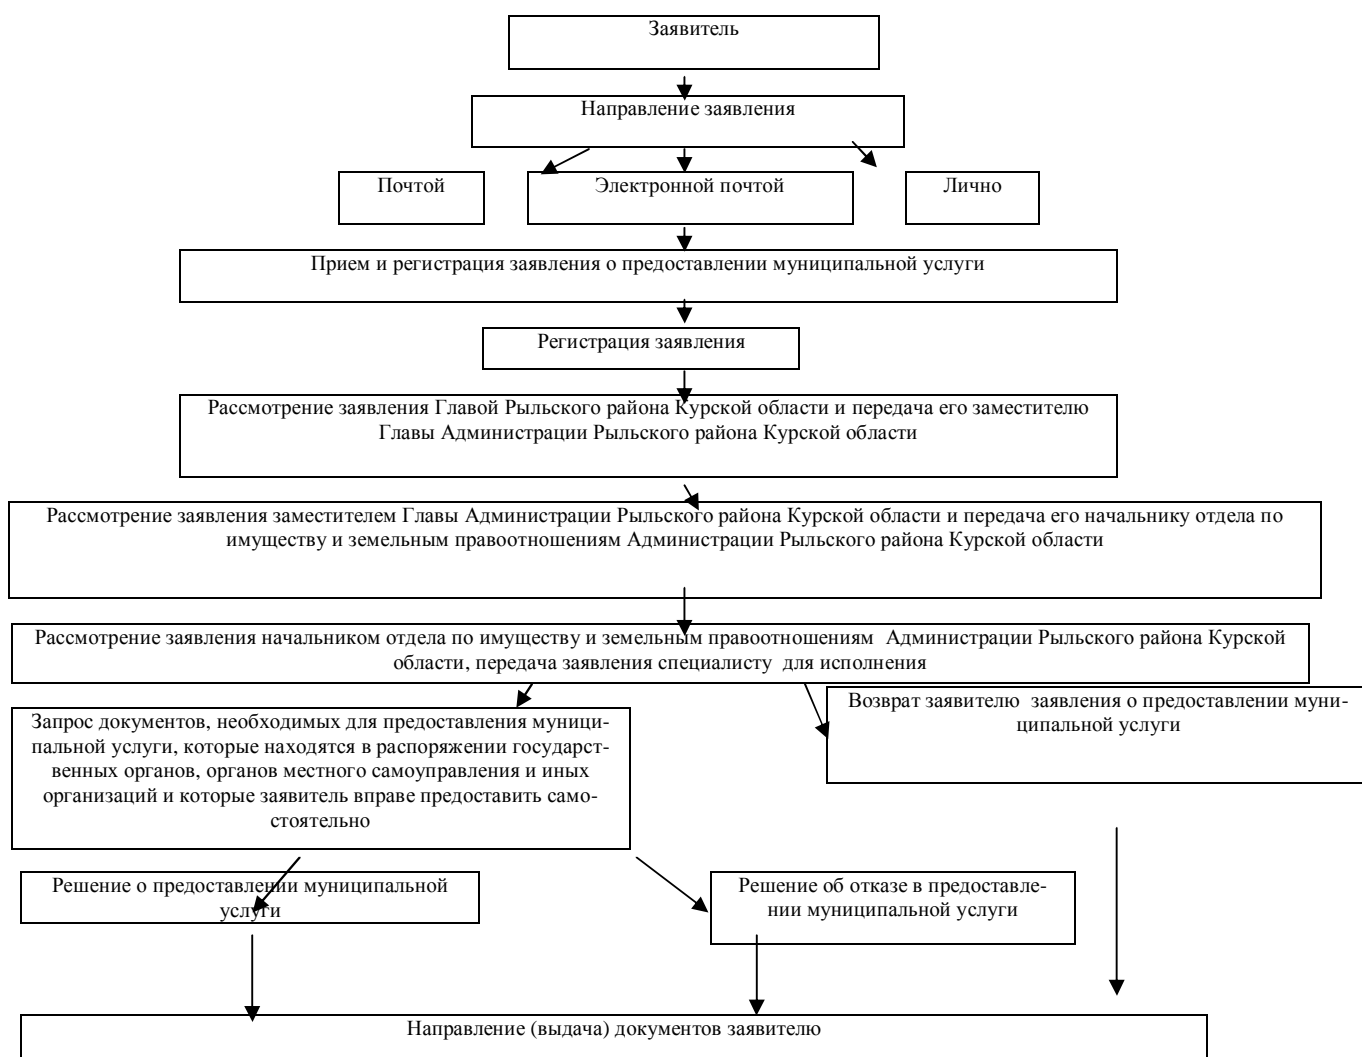 Заявитель
Направление заявления
Почтой
Электронной почтой
Лично
Прием и регистрация заявления о предоставлении муниципальной услуги
Регистрация заявления
Рассмотрение заявления Главой Рыльского района Курской области и передача его заместителю
Главы Администрации Рыльского района Курской области
Рассмотрение заявления заместителем Главы Администрации Рыльского района Курской области и передача его начальнику отдела по
имуществу и земельным правоотношениям Администрации Рыльского района Курской области
Рассмотрение заявления начальником отдела по имуществу и земельным правоотношениям  Администрации Рыльского района Курской
области, передача заявления специалисту  для исполнения
Запрос документов, необходимых для предоставления муници-
пальной услуги, которые находятся в распоряжении государст-
венных органов, органов местного самоуправления и иных
организаций и которые заявитель вправе предоставить само-
стоятельно
Возврат заявителю  заявления о предоставлении муни-
ципальной услуги
Решение о предоставлении муниципальной
услуги
Решение об отказе в предоставле-
нии муниципальной услуги
Направление (выдача) документов заявителю